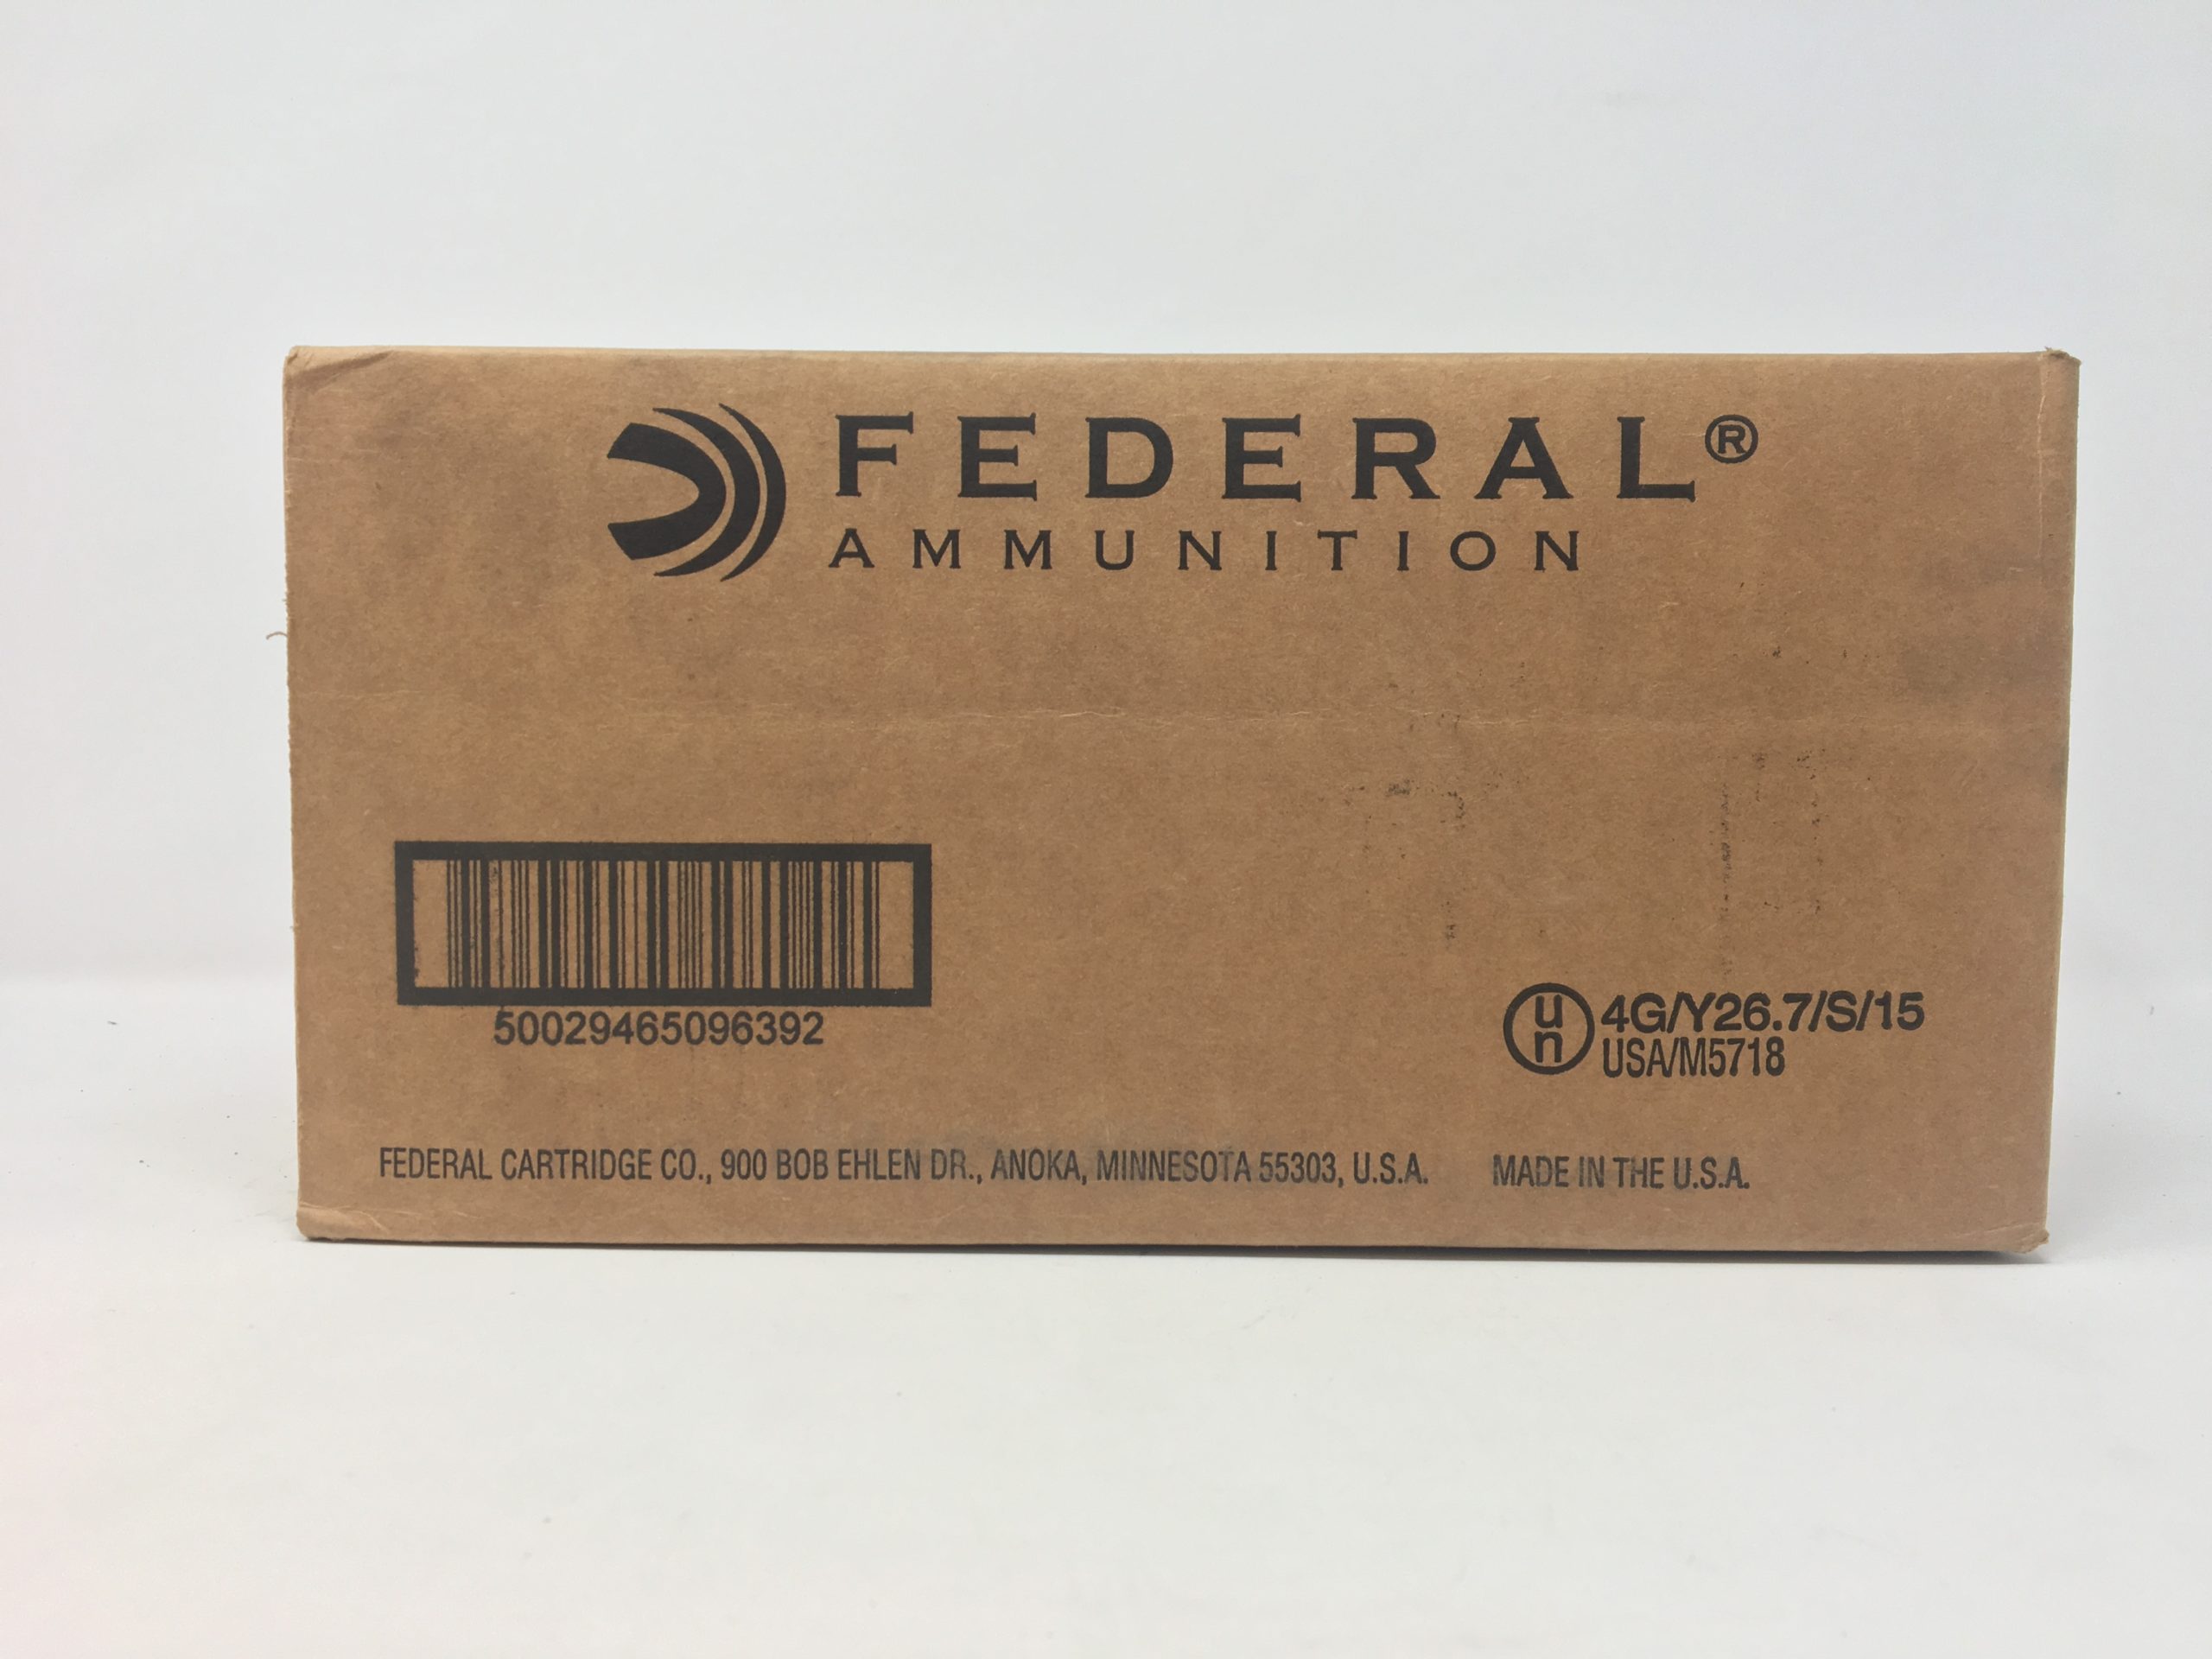 FEDERAL®
AMMUNITION
50029465096392
un 4G/Y26.7/S/15
USA/M5718
FEDERAL CARTRIDGE CO., 900 BOB EHLEN DR., ANOKA, MINNESOTA 55303, U.S.A. MADE IN THE U.S.A.